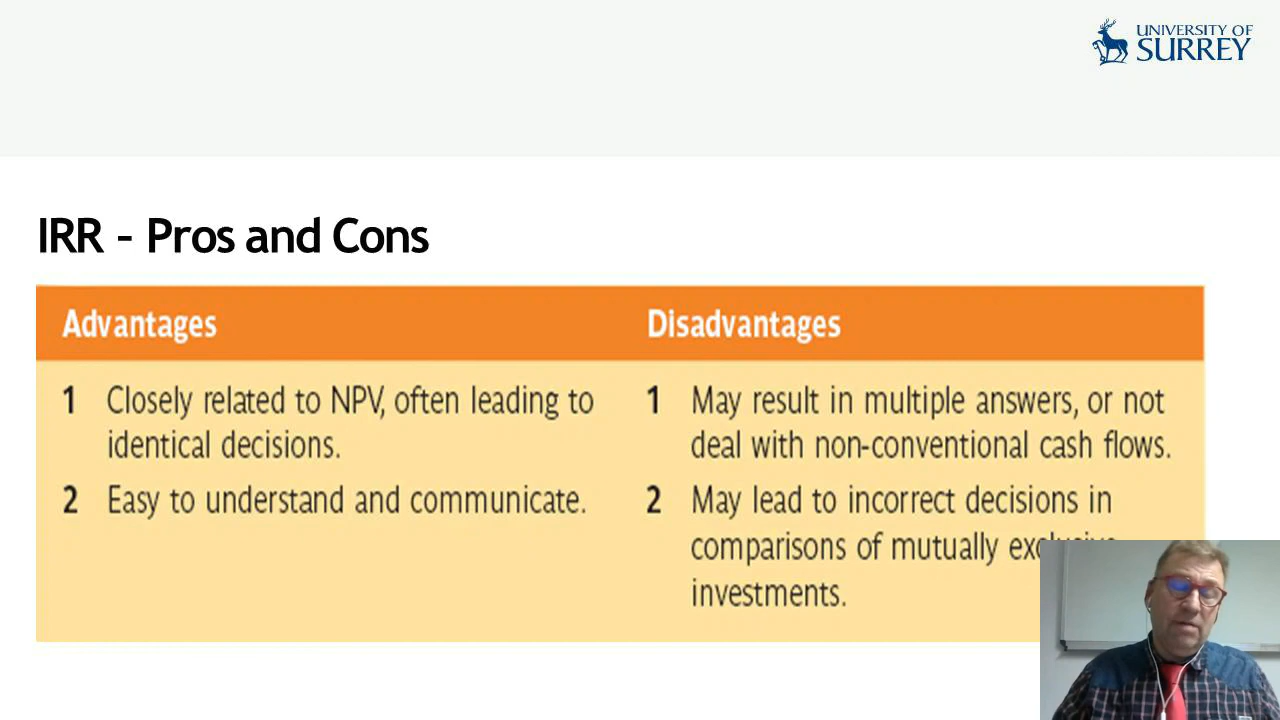 UNIVERSITY OF
SURREY
IRR - Pros and Cons
Advantages
Disadvantages
1 Closely related to NPV, often leading to
identical decisions.
2 Easy to understand and communicate.
1 May result in multiple answers, or not
deal with non-conventional cash flows.
2 May lead to incorrect decisions in
comparisons of mutually exclusive
investments.